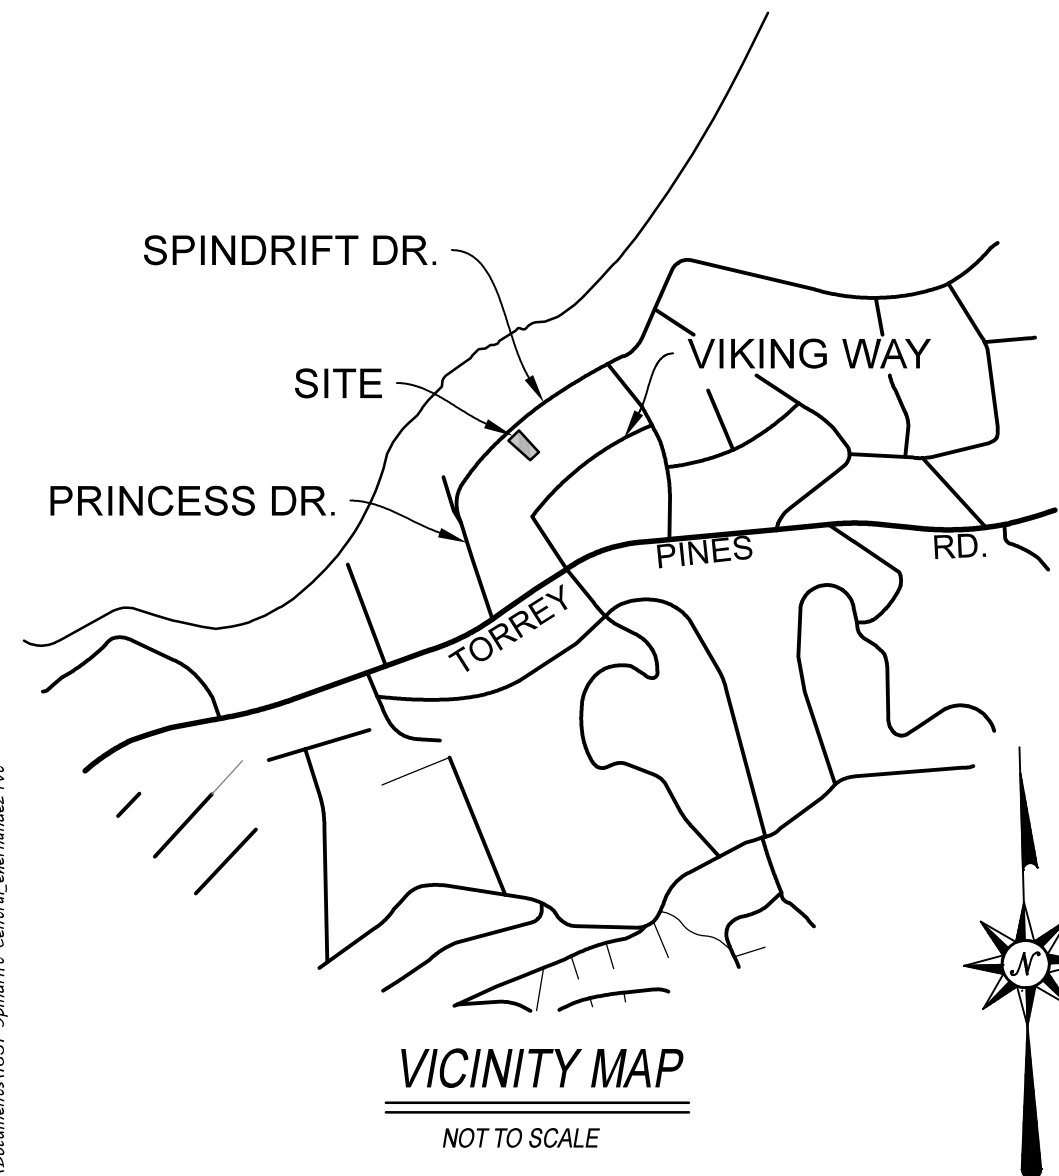 SPINDRIFT DR.
VIKING WAY
SITE
PRINCESS DR.
TORREY PINES RD.
N
VICINITY MAP
NOT TO SCALE